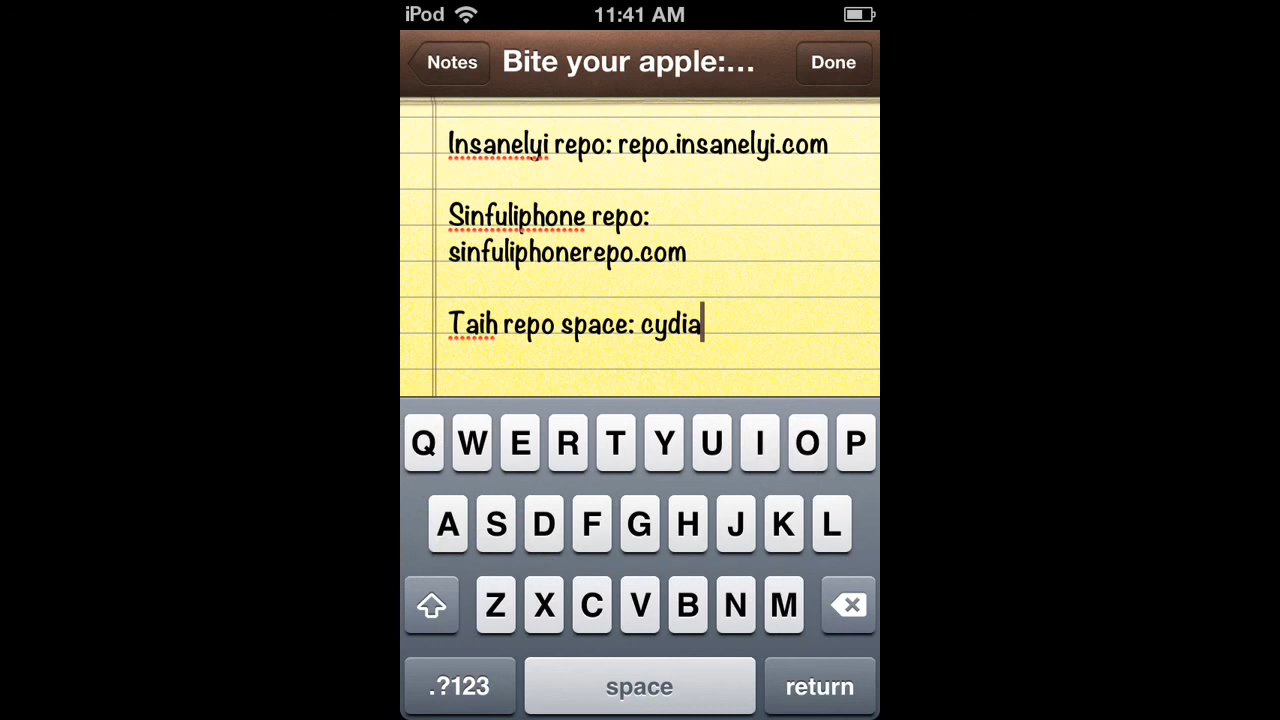 iPod 11:41 AM
Notes Bite your apple:... Done
Insanelyi repo: repo.insanelyi.com
Sinfuliphone repo:
sinfuliphonerepo.com
Taih repo space: cydia
Q W E R T Y U I O P
A S D F G H J K L
Z X C V B N M
.?123 space return